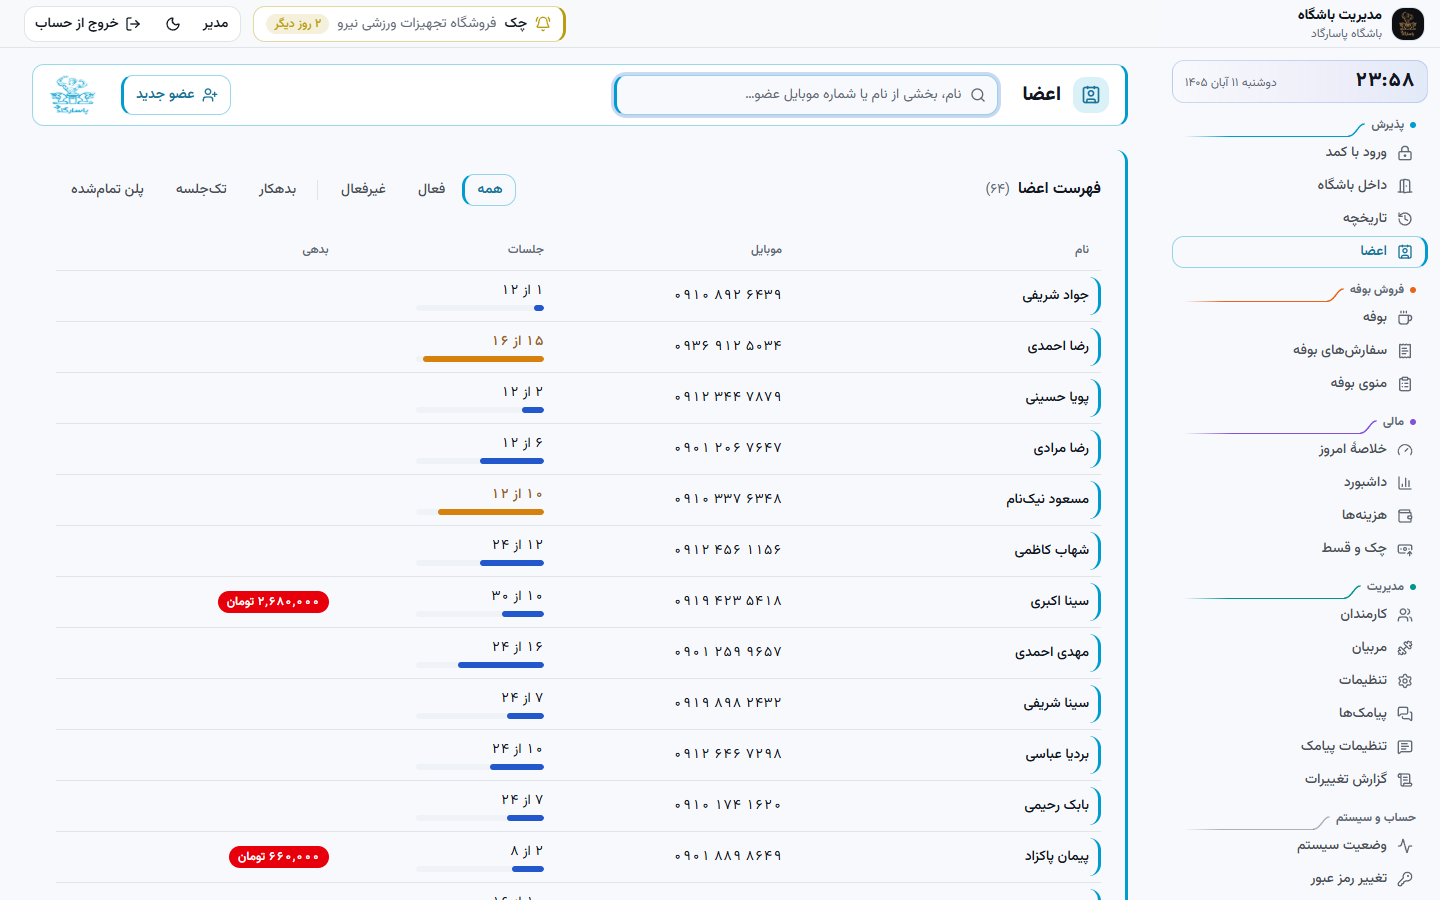 مدیریت باشگاه
باشگاه پاسارگاد
چک فروشگاه تجهیزات ورزشی نیرو ۲ روز دیگر
مدیر
خروج از حساب
۲۳:۵۸
دوشنبه ۱۱ آبان ۱۴۰۵
پذیرش
ورود با کمد
داخل باشگاه
تاریخچه
اعضا
فروش بوفه
بوفه
سفارش‌های بوفه
منوی بوفه
مالی
خلاصهٔ امروز
داشبورد
هزینه‌ها
چک و قسط
مدیریت
کارمندان
مربیان
تنظیمات
پیامک‌ها
تنظیمات پیامک
گزارش تغییرات
حساب و سیستم
وضعیت سیستم
تغییر رمز عبور
اعضا
نام، بخشی از نام یا شماره موبایل عضو...
عضو جدید
پاسارگاد
فهرست اعضا (۶۴)
همه فعال غیرفعال بدهکار تک‌جلسه پلن تمام‌شده
نام موبایل جلسات بدهی
جواد شریفی ۰۹۱۰ ۸۹۲ ۶۴۳۹ ۱ از ۱۲
رضا احمدی ۰۹۳۶ ۹۱۲ ۵۰۳۴ ۱۵ از ۱۶
پویا حسینی ۰۹۱۲ ۳۴۴ ۷۸۷۹ ۲ از ۱۲
رضا مرادی ۰۹۰۱ ۲۰۶ ۷۶۴۷ ۶ از ۱۲
مسعود نیک‌نام ۰۹۱۰ ۳۳۷ ۶۳۴۸ ۱۰ از ۱۲
شهاب کاظمی ۰۹۱۲ ۴۵۶ ۱۱۵۶ ۱۲ از ۲۴
سینا اکبری ۰۹۱۹ ۴۲۳ ۵۴۱۸ ۱۰ از ۳۰ ۲,۶۸۰,۰۰۰ تومان
مهدی احمدی ۰۹۰۱ ۲۵۹ ۹۶۵۷ ۱۶ از ۲۴
سینا شریفی ۰۹۱۹ ۸۹۸ ۲۴۳۲ ۷ از ۲۴
بردیا عباسی ۰۹۱۲ ۶۴۶ ۷۲۹۸ ۱۰ از ۲۴
بابک رحیمی ۰۹۱۰ ۱۷۴ ۱۶۲۰ ۷ از ۲۴
پیمان پاکزاد ۰۹۰۱ ۸۸۹ ۸۶۴۹ ۲ از ۸ ۶۶۰,۰۰۰ تومان